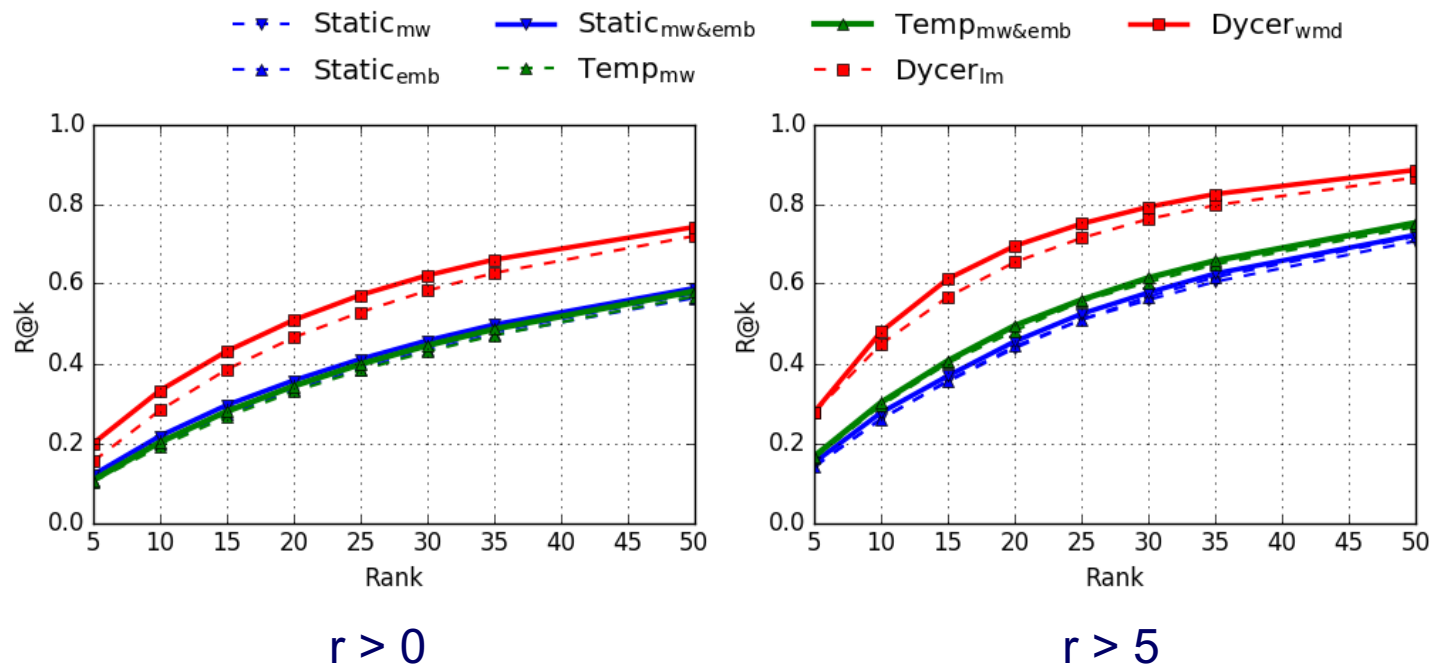 Static_mw Static_mw&emb Temp_mw&emb Dycer_wmd
Static_emb Temp_mw Dycer_lm
1.0
0.8
0.6
0.4
0.2
0.0
R@k
5 10 15 20 25 30 35 40 45 50
Rank
r > 0
1.0
0.8
0.6
0.4
0.2
0.0
R@k
5 10 15 20 25 30 35 40 45 50
Rank
r > 5